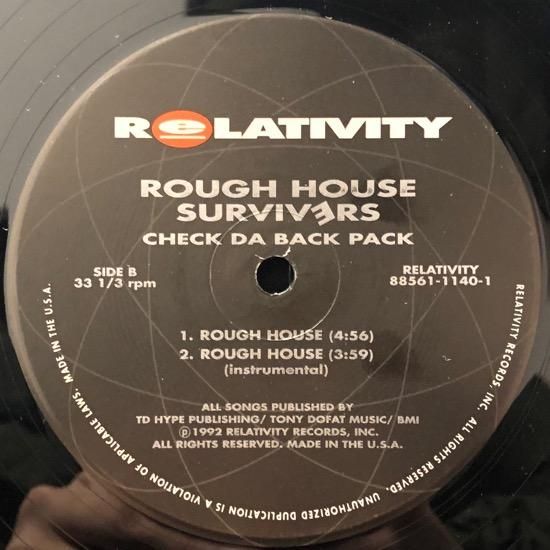 RELATIVITY
ROUGH HOUSE
SURVIVERS
CHECK DA BACK PACK
SIDE B
33 1/3 rpm
RELATIVITY
88561-1140-1
1. ROUGH HOUSE (4:56)
2. ROUGH HOUSE (3:59)
(instrumental)
ALL SONGS PUBLISHED BY
TD HYPE PUBLISHING/ TONY DOFAT MUSIC/ BMI
℗1992 RELATIVITY RECORDS, INC.
ALL RIGHTS RESERVED. MADE IN THE U.S.A.
RELATIVITY RECORDS, INC. ALL RIGHTS RESERVED. UNAUTHORIZED DUPLICATION IS A VIOLATION OF APPLICABLE LAWS. MADE IN U.S.A.